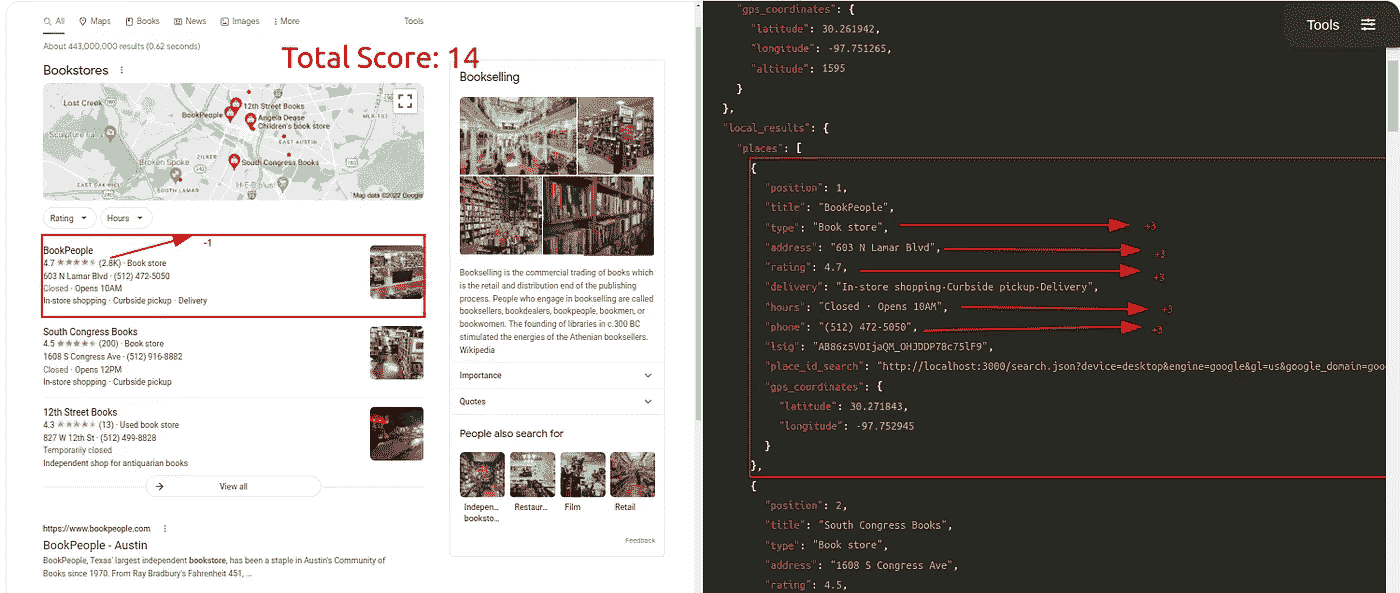 All Maps Books News Images More Tools
About 443,000,000 results (0.62 seconds)
Total Score: 14
Bookstores
Lost Creek
12th Street Books
BookPeople
Angela Dease
Children's book store
MLK-183
Sculpture
EAST AUSTIN
Broken Spoke
ZILKER
South Congress Books
EAST OAK HILL
SOUTH LAMAR
H-E-B plus!
Map data ©2022 Google
Rating Hours
-1
BookPeople
4.7 (2.8K) · Book store
603 N Lamar Blvd · (512) 472-5050
Closed · Opens 10AM
In-store shopping · Curbside pickup · Delivery
South Congress Books
4.5 (200) · Book store
1608 S Congress Ave · (512) 916-8882
Closed · Opens 12PM
In-store shopping · Curbside pickup
12th Street Books
4.3 (13) · Used book store
827 W 12th St · (512) 499-8828
Temporarily closed
Independent shop for antiquarian books
View all
https://www.bookpeople.com
BookPeople - Austin
BookPeople, Texas' largest independent bookstore, has been a staple in Austin's Community of
Books since 1970. From Ray Bradbury's Fahrenheit 451, ...
Bookselling
Bookselling is the commercial trading of books which
is the retail and distribution end of the publishing
process. People who engage in bookselling are called
booksellers, bookdealers, bookpeople, bookmen, or
bookwomen. The founding of libraries in c.300 BC
stimulated the energies of the Athenian booksellers.
Wikipedia
Importance
Quotes
People also search for
Indepen... Restaur... Film Retail
booksto...
Feedback
Tools
"gps_coordinates": {
"latitude": 30.261942,
"longitude": -97.751265,
"altitude": 1595
}
},
"local_results": {
"places": [
{
"position": 1,
"title": "BookPeople",
"type": "Book store", +3
"address": "603 N Lamar Blvd", +3
"rating": 4.7, +3
"delivery": "In-store shopping·Curbside pickup·Delivery",
"hours": "Closed · Opens 10AM", +3
"phone": "(512) 472-5050", +3
"lsig": "AB86z5VOIjaQM_OHJDDP78c75lF9",
"place_id_search": "http://localhost:3000/search.json?device=desktop&engine=google&gl=us&google_domain=goo
"gps_coordinates": {
"latitude": 30.271843,
"longitude": -97.752945
}
},
{
"position": 2,
"title": "South Congress Books",
"type": "Book store",
"address": "1608 S Congress Ave",
"rating": 4.5,